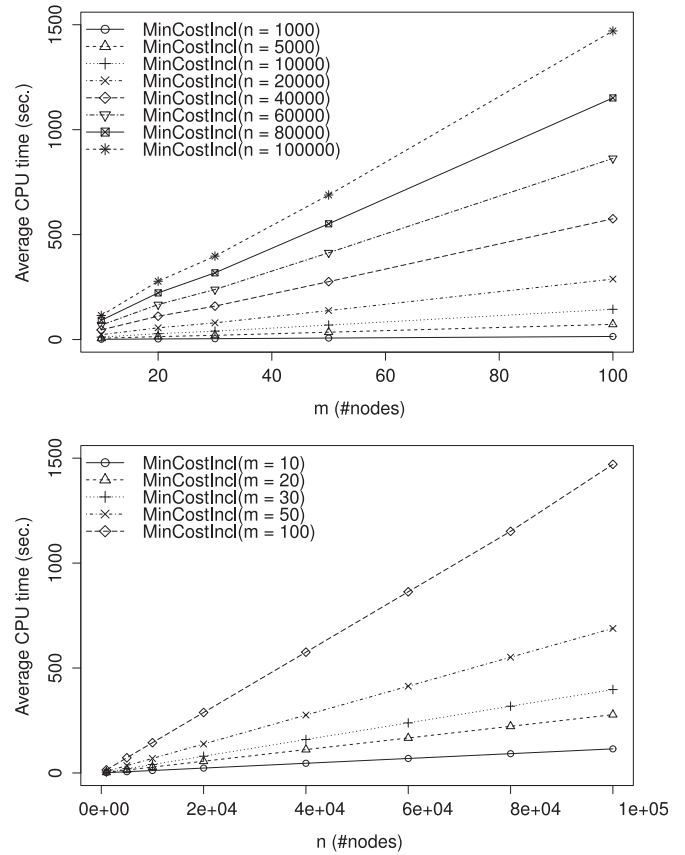 MinCostIncl(n = 1000)
MinCostIncl(n = 5000)
MinCostIncl(n = 10000)
MinCostIncl(n = 20000)
MinCostIncl(n = 40000)
MinCostIncl(n = 60000)
MinCostIncl(n = 80000)
MinCostIncl(n = 100000)
Average CPU time (sec.)
1500
1000
500
0
20
40
60
80
100
m (#nodes)
MinCostIncl(m = 10)
MinCostIncl(m = 20)
MinCostIncl(m = 30)
MinCostIncl(m = 50)
MinCostIncl(m = 100)
Average CPU time (sec.)
1500
1000
500
0
0e+00
2e+04
4e+04
6e+04
8e+04
1e+05
n (#nodes)